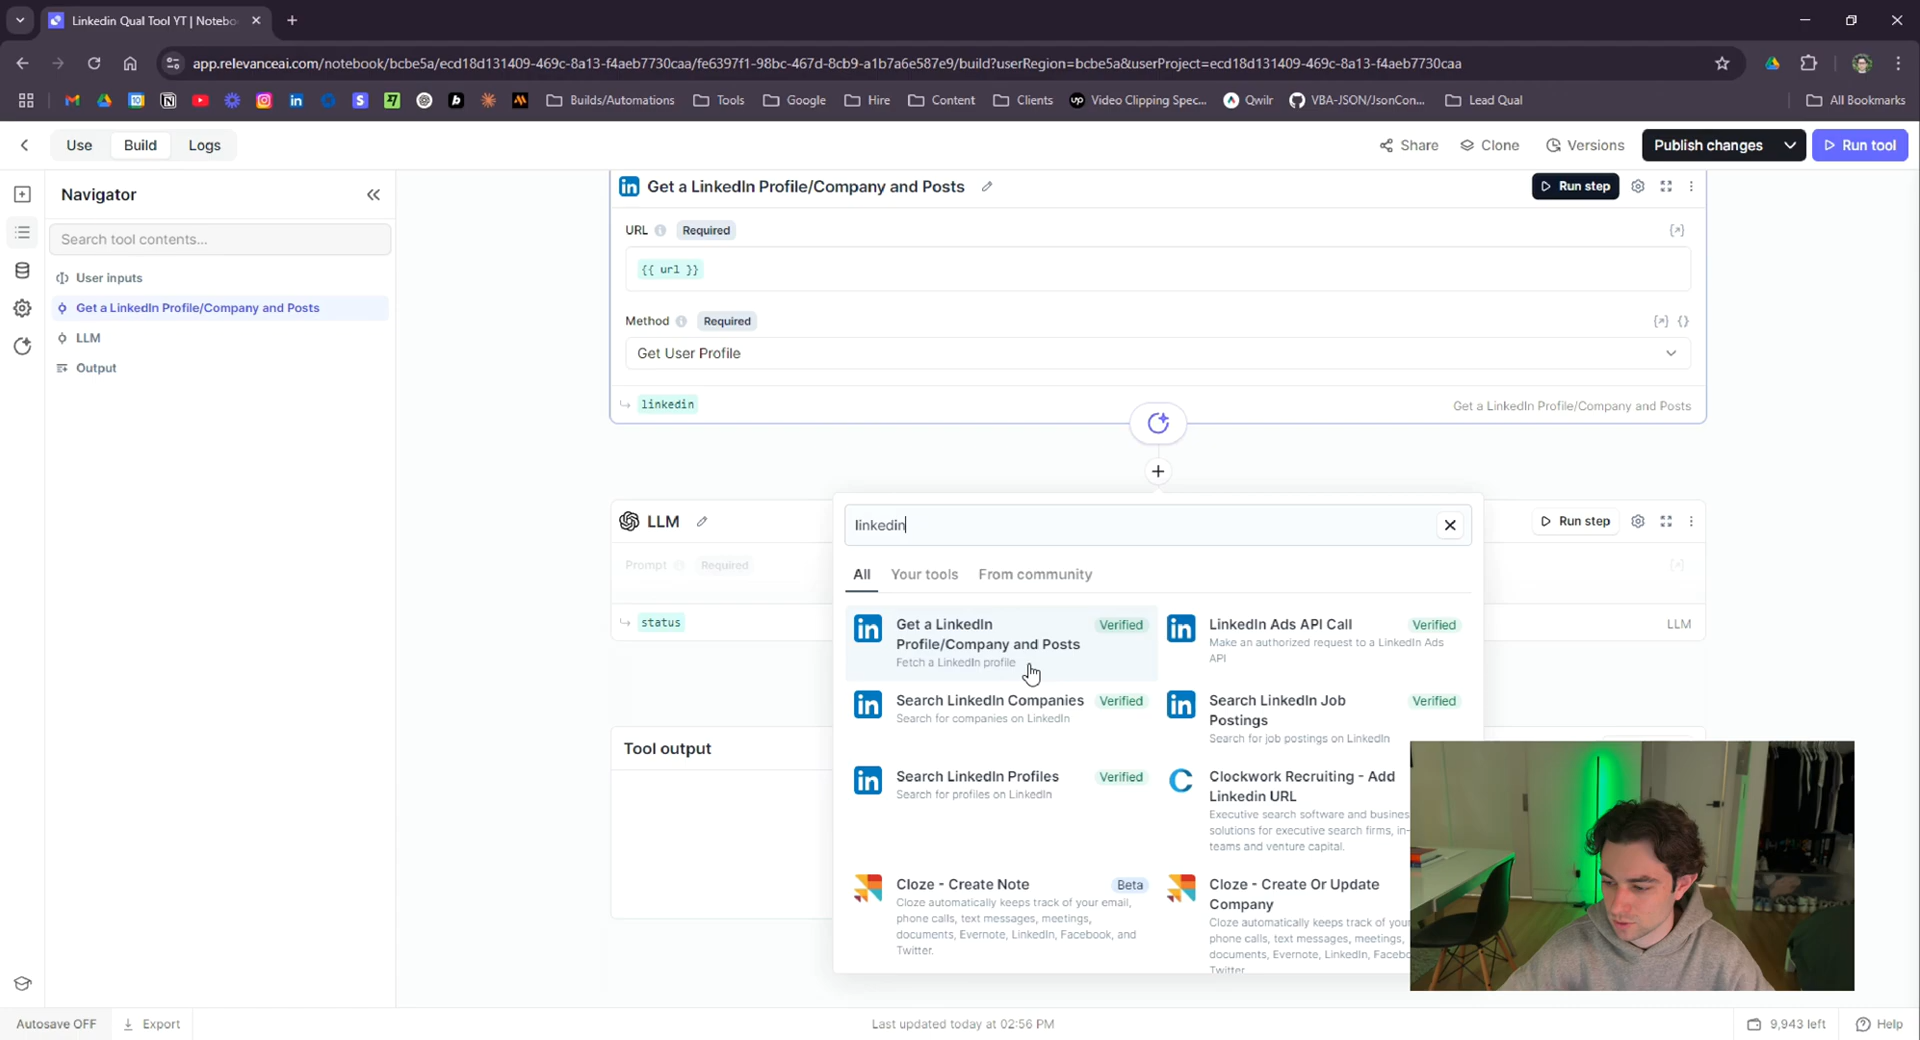 Linkedin Qual Tool YT | Notebo
app.relevanceai.com/notebook/bcbe5a/ecd18d131409-469c-8a13-f4aeb7730caa/fe6397f1-98bc-467d-8cb9-a1b7a6e587e9/build?userRegion=bcbe5a&userProject=ecd18d131409-469c-8a13-f4aeb7730caa
Builds/Automations
Tools
Google
Hire
Content
Clients
Video Clipping Spec...
Qwilr
VBA-JSON/JsonCon...
Lead Qual
All Bookmarks
Use
Build
Logs
Share
Clone
Versions
Publish changes
Run tool
Navigator
Search tool contents...
User inputs
Get a LinkedIn Profile/Company and Posts
LLM
Output
Get a LinkedIn Profile/Company and Posts
Run step
URL
Required
{{ url }}
Method
Required
Get User Profile
linkedin
Get a LinkedIn Profile/Company and Posts
LLM
Run step
Prompt
Required
status
LLM
Tool output
linkedin
All
Your tools
From community
Get a LinkedIn
Profile/Company and Posts
Verified
Fetch a LinkedIn profile
LinkedIn Ads API Call
Verified
Make an authorized request to a LinkedIn Ads
API
Search LinkedIn Companies
Verified
Search for companies on LinkedIn
Search LinkedIn Job
Postings
Verified
Search for job postings on LinkedIn
Search LinkedIn Profiles
Verified
Search for profiles on LinkedIn
Clockwork Recruiting - Add
Linkedin URL
Executive search software and busines
solutions for executive search firms, in-
teams and venture capital.
Cloze - Create Note
Beta
Cloze automatically keeps track of your email,
phone calls, text messages, meetings,
documents, Evernote, LinkedIn, Facebook, and
Twitter.
Cloze - Create Or Update
Company
Cloze automatically keeps track of your
phone calls, text messages, meetings,
documents, Evernote, LinkedIn, Facebo
Twitter
Autosave OFF
Export
Last updated today at 02:56 PM
9,943 left
Help